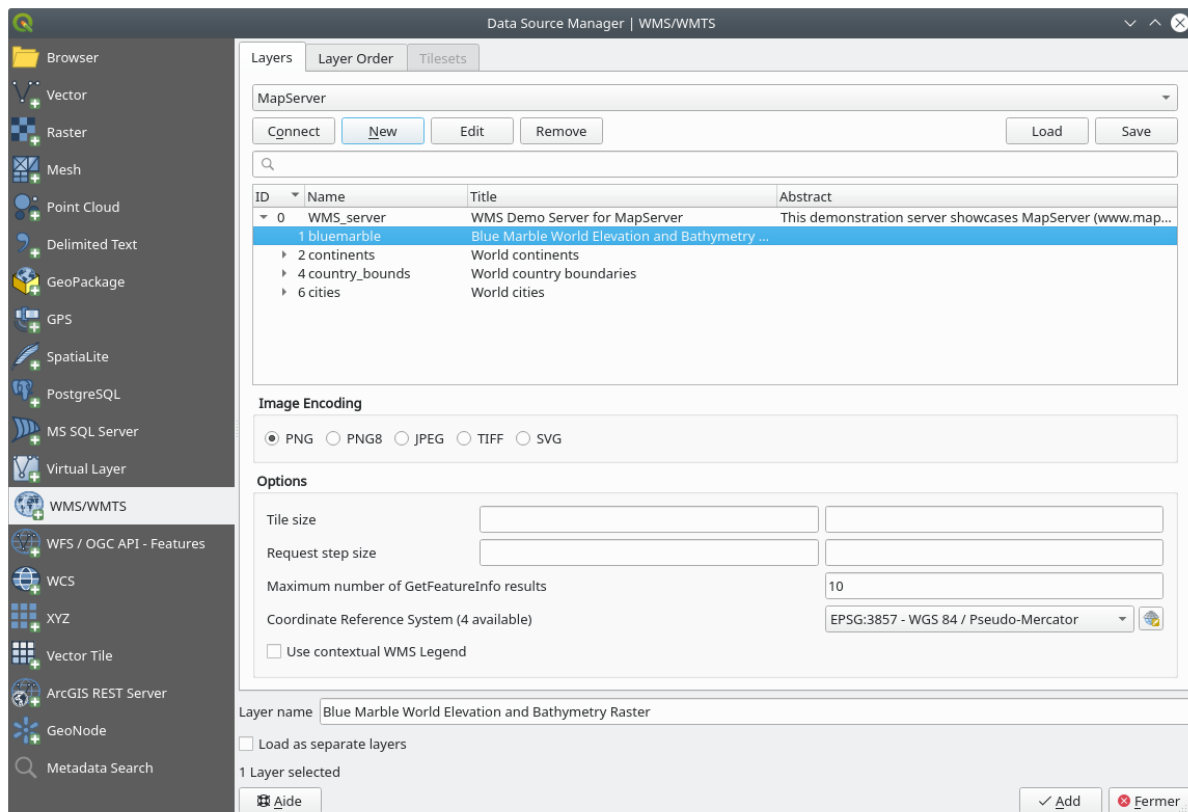 Data Source Manager | WMS/WMTS
Browser
Vector
Raster
Mesh
Point Cloud
Delimited Text
GeoPackage
GPS
SpatiaLite
PostgreSQL
MS SQL Server
Virtual Layer
WMS/WMTS
WFS / OGC API - Features
WCS
XYZ
Vector Tile
ArcGIS REST Server
GeoNode
Metadata Search
Layers Layer Order Tilesets
MapServer
Connect New Edit Remove Load Save
ID Name Title Abstract
0 WMS_server WMS Demo Server for MapServer This demonstration server showcases MapServer (www.map...
1 bluemarble Blue Marble World Elevation and Bathymetry ...
2 continents World continents
4 country_bounds World country boundaries
6 cities World cities
Image Encoding
PNG PNG8 JPEG TIFF SVG
Options
Tile size
Request step size
Maximum number of GetFeatureInfo results 10
Coordinate Reference System (4 available) EPSG:3857 - WGS 84 / Pseudo-Mercator
Use contextual WMS Legend
Layer name Blue Marble World Elevation and Bathymetry Raster
Load as separate layers
1 Layer selected
Aide Add Fermer